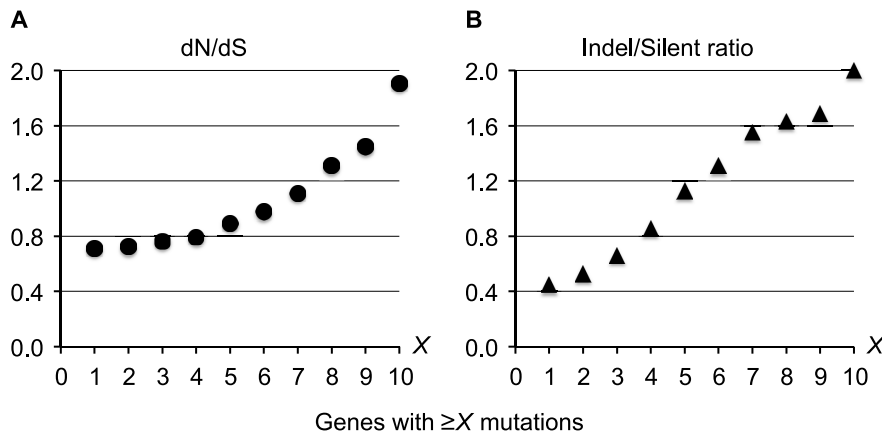 A
dN/dS
2.0
1.6
1.2
0.8
0.4
0.0
0 1 2 3 4 5 6 7 8 9 10
X
B
Indel/Silent ratio
2.0
1.6
1.2
0.8
0.4
0.0
0 1 2 3 4 5 6 7 8 9 10
X
Genes with ≥X mutations